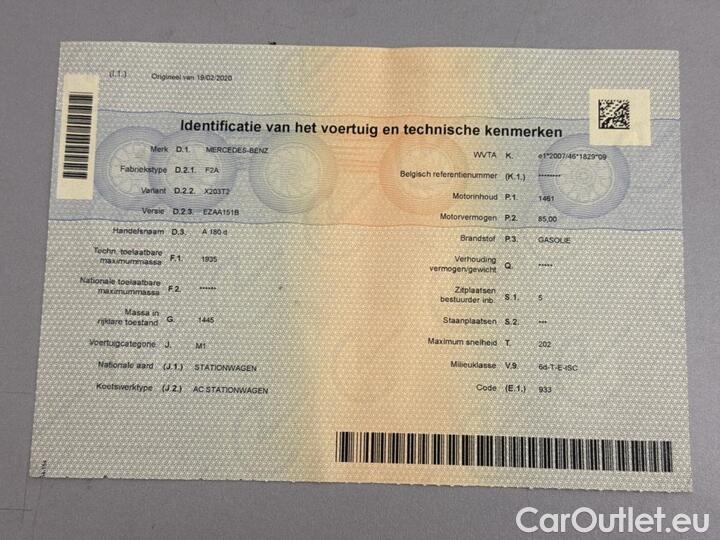 (I.1.) Origineel van 19/02/2020
Identificatie van het voertuig en technische kenmerken
Merk D.1. MERCEDES-BENZ
Fabriekstype D.2.1. F2A
Variant D.2.2. X203T2
Versie D.2.3. EZAA151B
Handelsnaam D.3. A 180 d
Techn. toelaatbare
maximummassa F.1. 1935
Nationale toelaatbare
maximummassa F.2. ******
Massa in
rijklare toestand G. 1445
Voertuigcategorie J. M1
Nationale aard (J.1.) STATIONWAGEN
Koetswerktype (J.2.) AC STATIONWAGEN
WVTA K. e1*2007/46*1829*09
Belgisch referentienummer (K.1.) ********
Motorinhoud P.1. 1461
Motorvermogen P.2. 85,00
Brandstof P.3. GASOLIE
Verhouding
vermogen/gewicht Q. *****
Zitplaatsen
bestuurder inb. S.1. 5
Staanplaatsen S.2. ***
Maximum snelheid T. 202
Milieuklasse V.9. 6d-T-E-ISC
Code (E.1.) 933
CarOutlet.eu